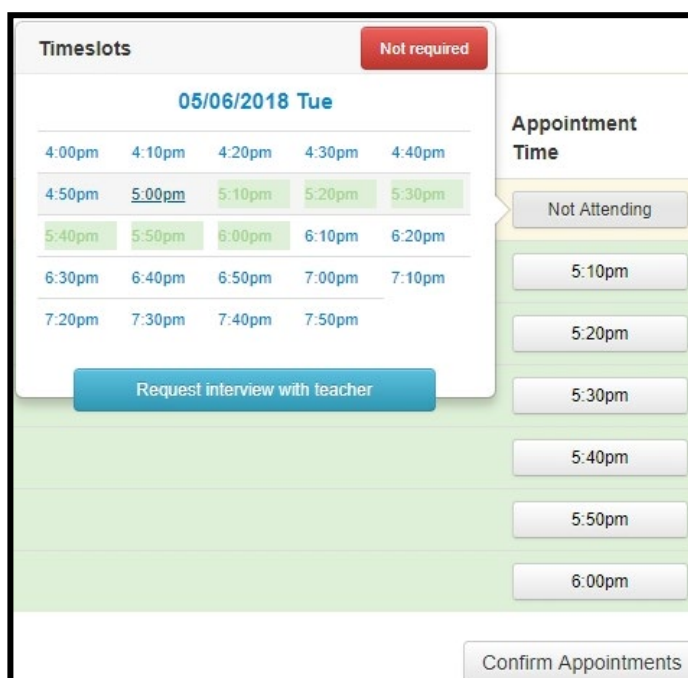 Timeslots
Not required
05/06/2018 Tue
4:00pm 4:10pm 4:20pm 4:30pm 4:40pm
4:50pm 5:00pm 5:10pm 5:20pm 5:30pm
5:40pm 5:50pm 6:00pm 6:10pm 6:20pm
6:30pm 6:40pm 6:50pm 7:00pm 7:10pm
7:20pm 7:30pm 7:40pm 7:50pm
Request interview with teacher
Appointment
Time
Not Attending
5:10pm
5:20pm
5:30pm
5:40pm
5:50pm
6:00pm
Confirm Appointments